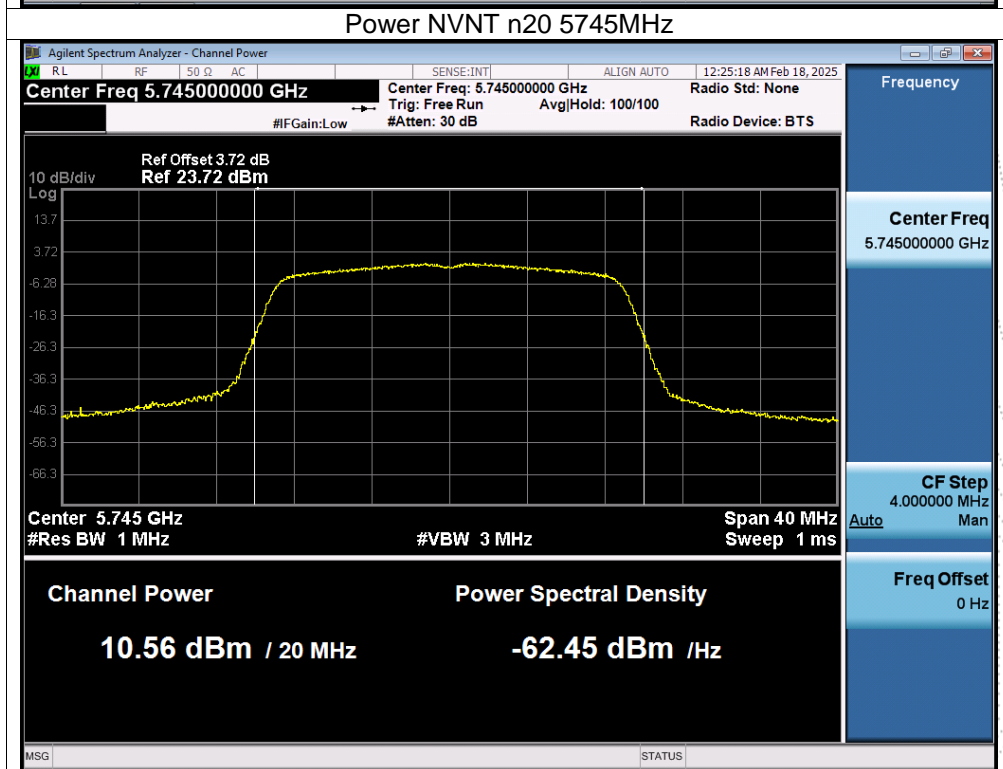 Power NVNT n20 5745MHz
Agilent Spectrum Analyzer - Channel Power
LXI RL RF 50 Ω AC SENSE:INT ALIGN AUTO 12:25:18 AM Feb 18, 2025
Center Freq 5.745000000 GHz
Center Freq: 5.745000000 GHz
Radio Std: None
Trig: Free Run Avg|Hold: 100/100
#IFGain:Low
#Atten: 30 dB
Radio Device: BTS
Ref Offset 3.72 dB
10 dB/div Ref 23.72 dBm
Log
13.7
3.72
-6.28
-16.3
-26.3
-36.3
-46.3
-56.3
-66.3
Center 5.745 GHz Span 40 MHz
#Res BW 1 MHz #VBW 3 MHz Sweep 1 ms
Channel Power Power Spectral Density
10.56 dBm / 20 MHz -62.45 dBm /Hz
MSG STATUS
Frequency
Center Freq
5.745000000 GHz
CF Step
4.000000 MHz
Auto Man
Freq Offset
0 Hz